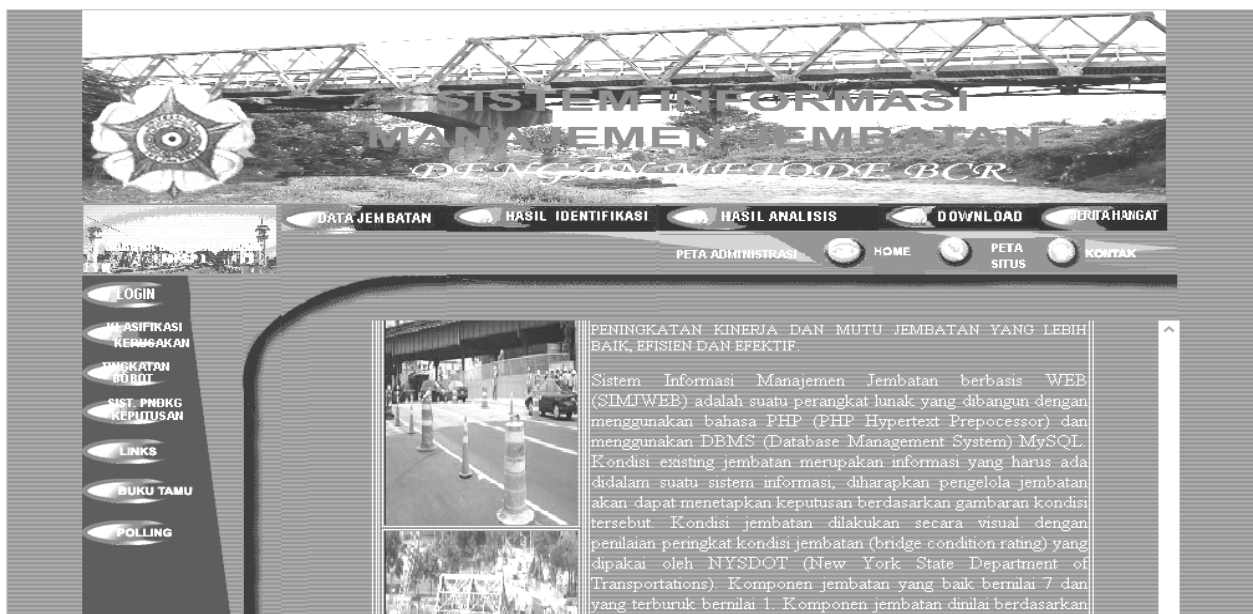 SISTEM INFORMASI
MANAJEMEN JEMBATAN
DENGAN METODE BCR
DATA JEMBATAN
HASIL IDENTIFIKASI
HASIL ANALISIS
DOWNLOAD
BERITA HANGAT
PETA ADMINISTRASI
HOME
PETA
SITUS
KONTAK
LOGIN
KLASIFIKASI
KERUSAKAN
TINGKATAN
BOBOT
SIST. PNDKG
KEPUTUSAN
LINKS
BUKU TAMU
POLLING
PENINGKATAN KINERJA DAN MUTU JEMBATAN YANG LEBIH
BAIK, EFISIEN DAN EFEKTIF.
Sistem Informasi Manajemen Jembatan berbasis WEB
(SIMJWEB) adalah suatu perangkat lunak yang dibangun dengan
menggunakan bahasa PHP (PHP Hypertext Prepocessor) dan
menggunakan DBMS (Database Management System) MySQL.
Kondisi existing jembatan merupakan informasi yang harus ada
didalam suatu sistem informasi, diharapkan pengelola jembatan
akan dapat menetapkan keputusan berdasarkan gambaran kondisi
tersebut. Kondisi jembatan dilakukan secara visual dengan
penilaian peringkat kondisi jembatan (bridge condition rating) yang
dipakai oleh NYSDOT (New York State Department of
Transportations). Komponen jembatan yang baik bernilai 7 dan
yang terburuk bernilai 1. Komponen jembatan dinilai berdasarkan